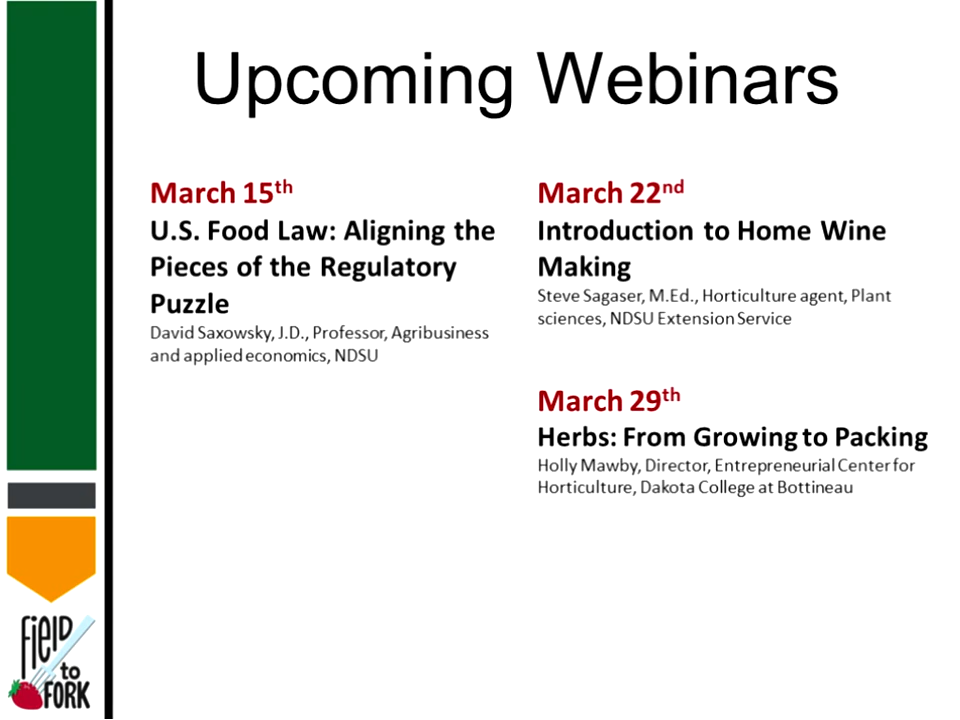 Upcoming Webinars
March 15th
U.S. Food Law: Aligning the
Pieces of the Regulatory
Puzzle
David Saxowsky, J.D., Professor, Agribusiness
and applied economics, NDSU
March 22nd
Introduction to Home Wine
Making
Steve Sagaser, M.Ed., Horticulture agent, Plant
sciences, NDSU Extension Service
March 29th
Herbs: From Growing to Packing
Holly Mawby, Director, Entrepreneurial Center for
Horticulture, Dakota College at Bottineau
FiElD
to
FORK